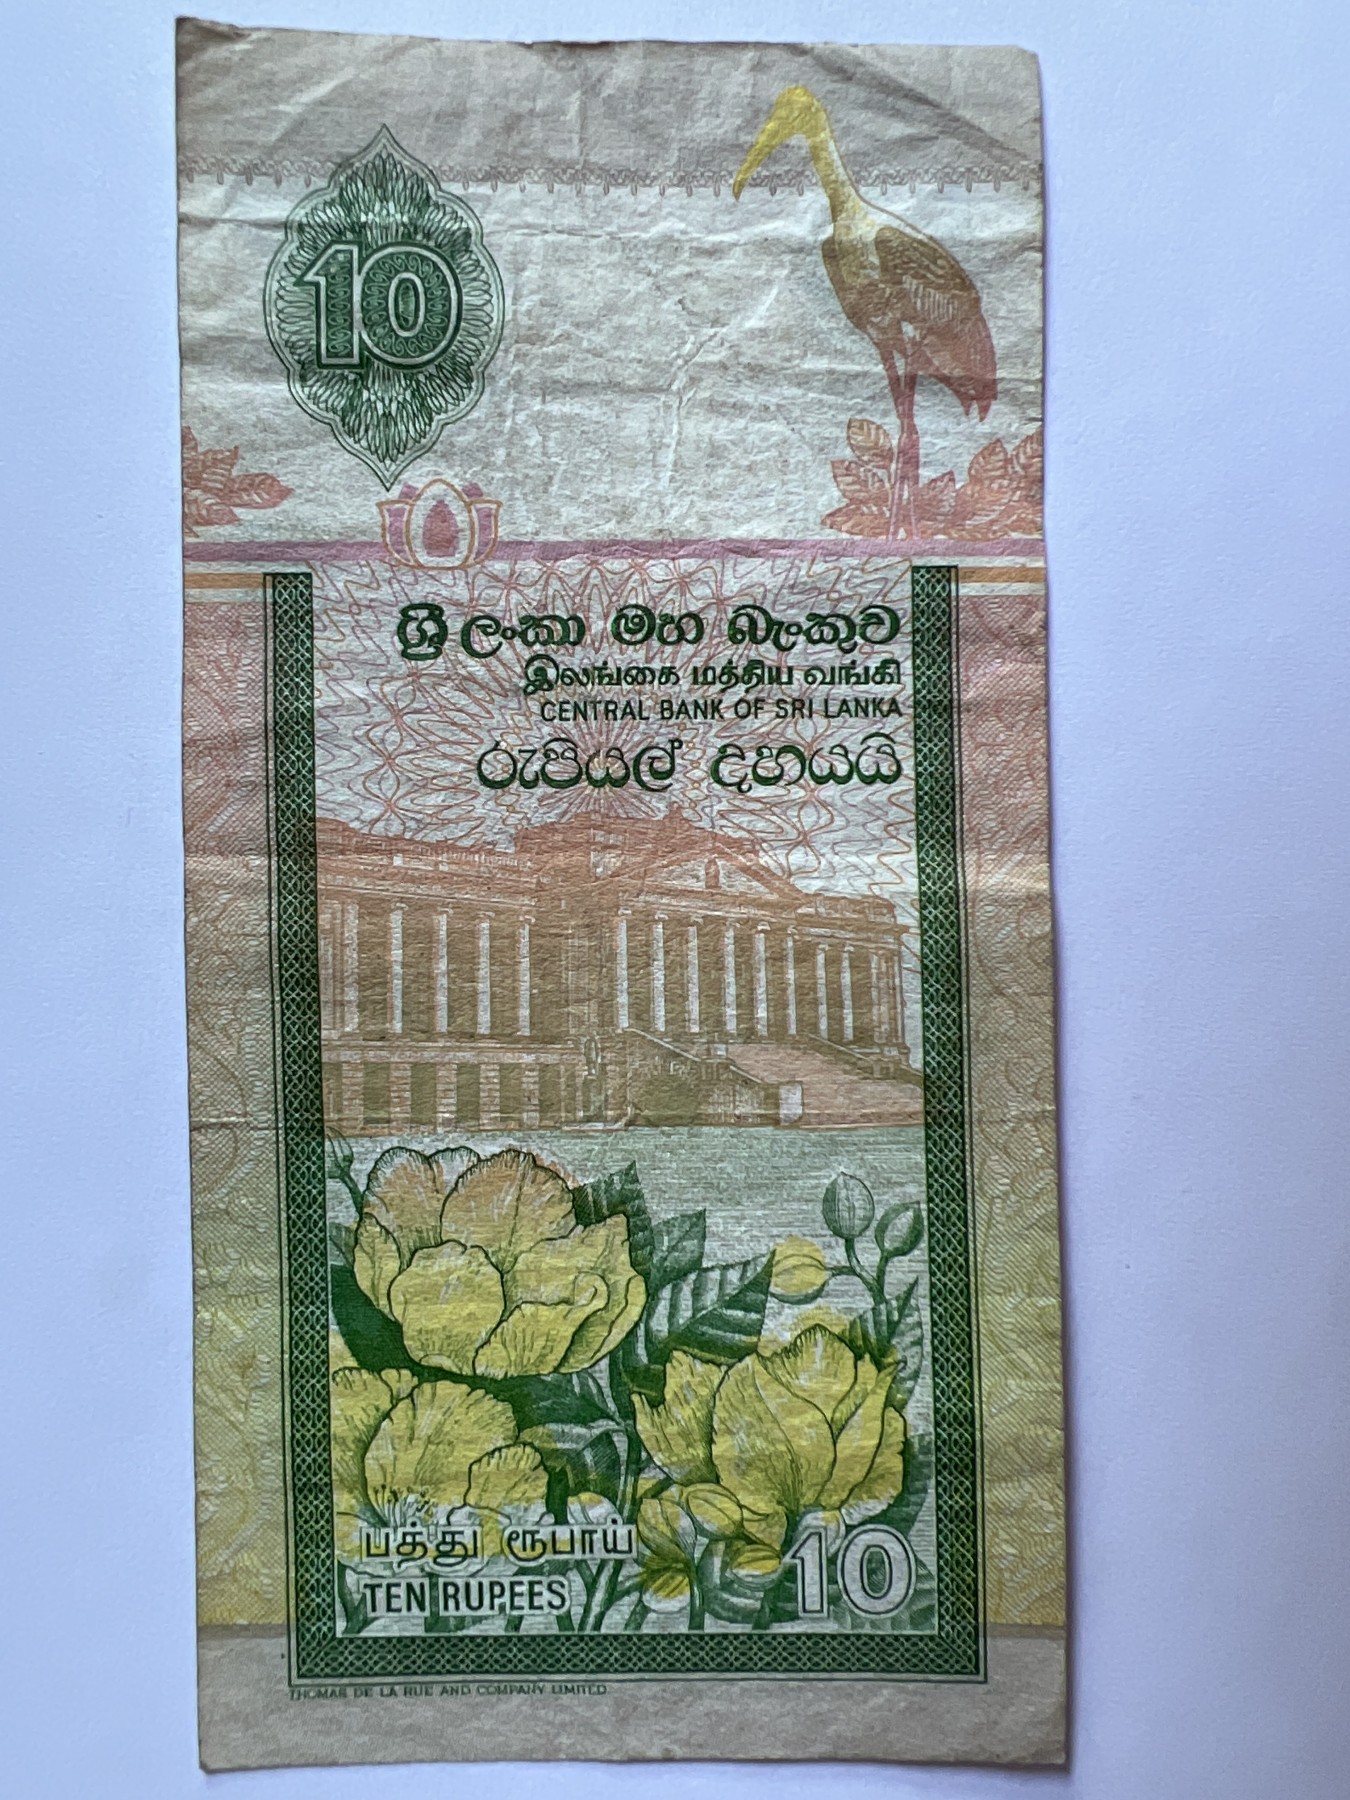 10
ශ්‍රී ලංකා මහ බැංකුව
இலங்கை மத்திய வங்கி
CENTRAL BANK OF SRI LANKA
රුපියල් දහයයි
பத்து ரூபாய்
TEN RUPEES
10
THOMAS DE LA RUE AND COMPANY LIMITED